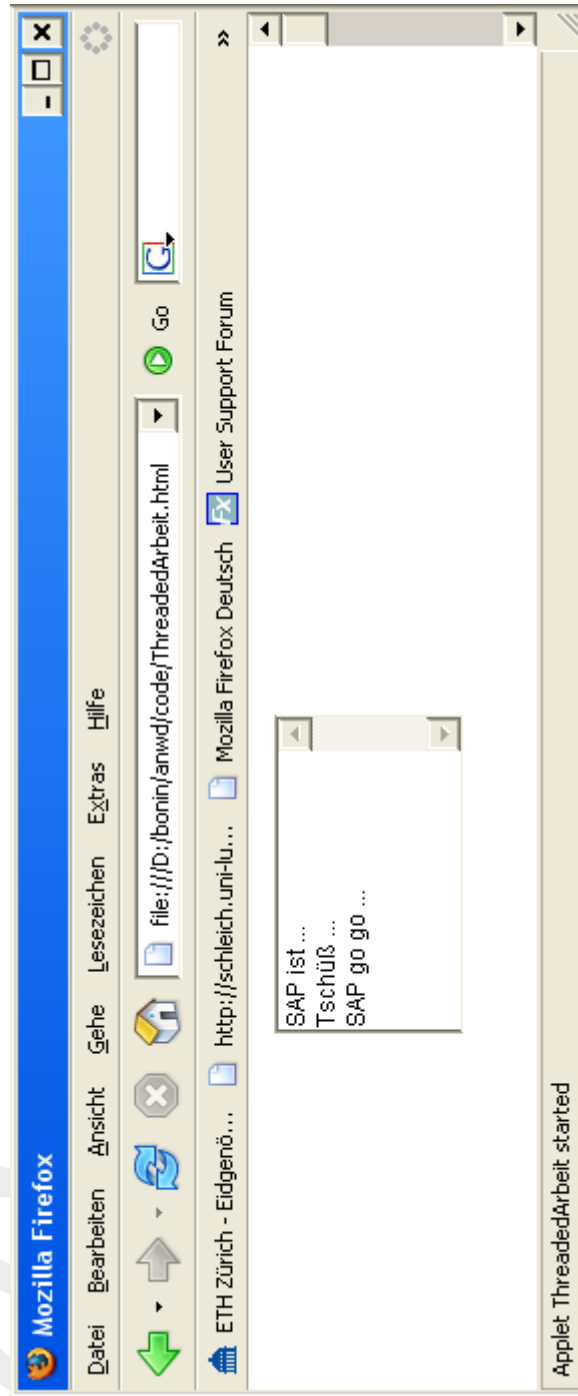 Mozilla Firefox
Datei Bearbeiten Ansicht Gehe Lesezeichen Extras Hilfe
file:///D:/bonin/anwd/code/ThreadedArbeit.html Go G
ETH Zürich - Eidgenö... http://schleich.uni-lu... Mozilla Firefox Deutsch Fx User Support Forum »
SAP ist ...
Tschüß ...
SAP go go ...
Applet ThreadedArbeit started